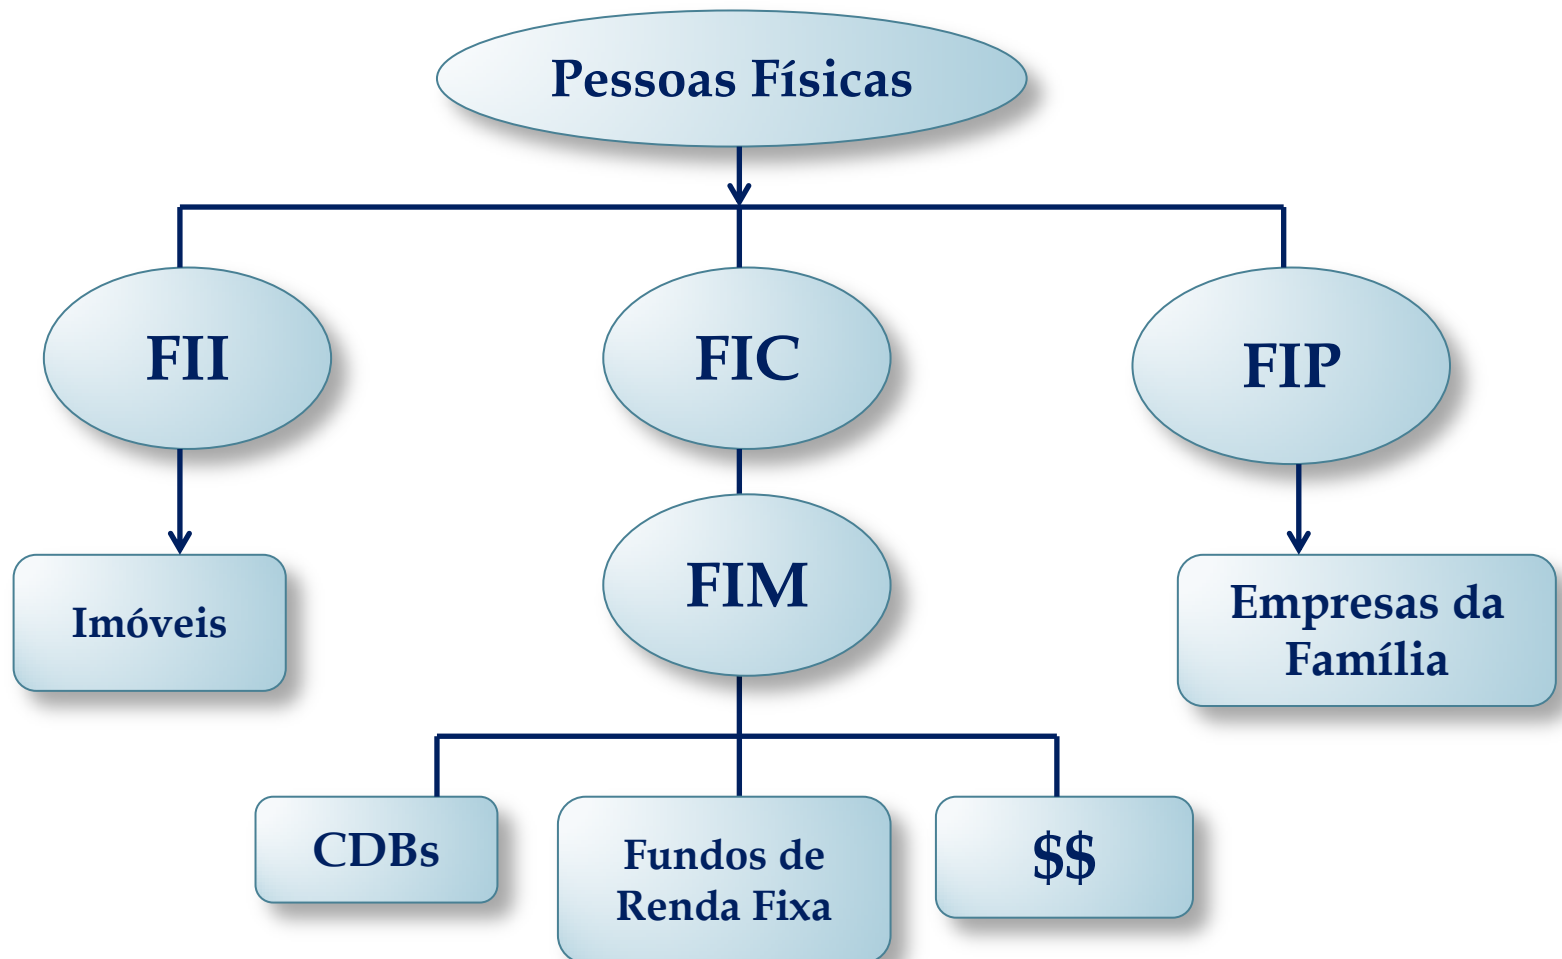 Pessoas Físicas
FII
FIC
FIP
Imóveis
FIM
Empresas da
Família
CDBs
Fundos de
Renda Fixa
$$